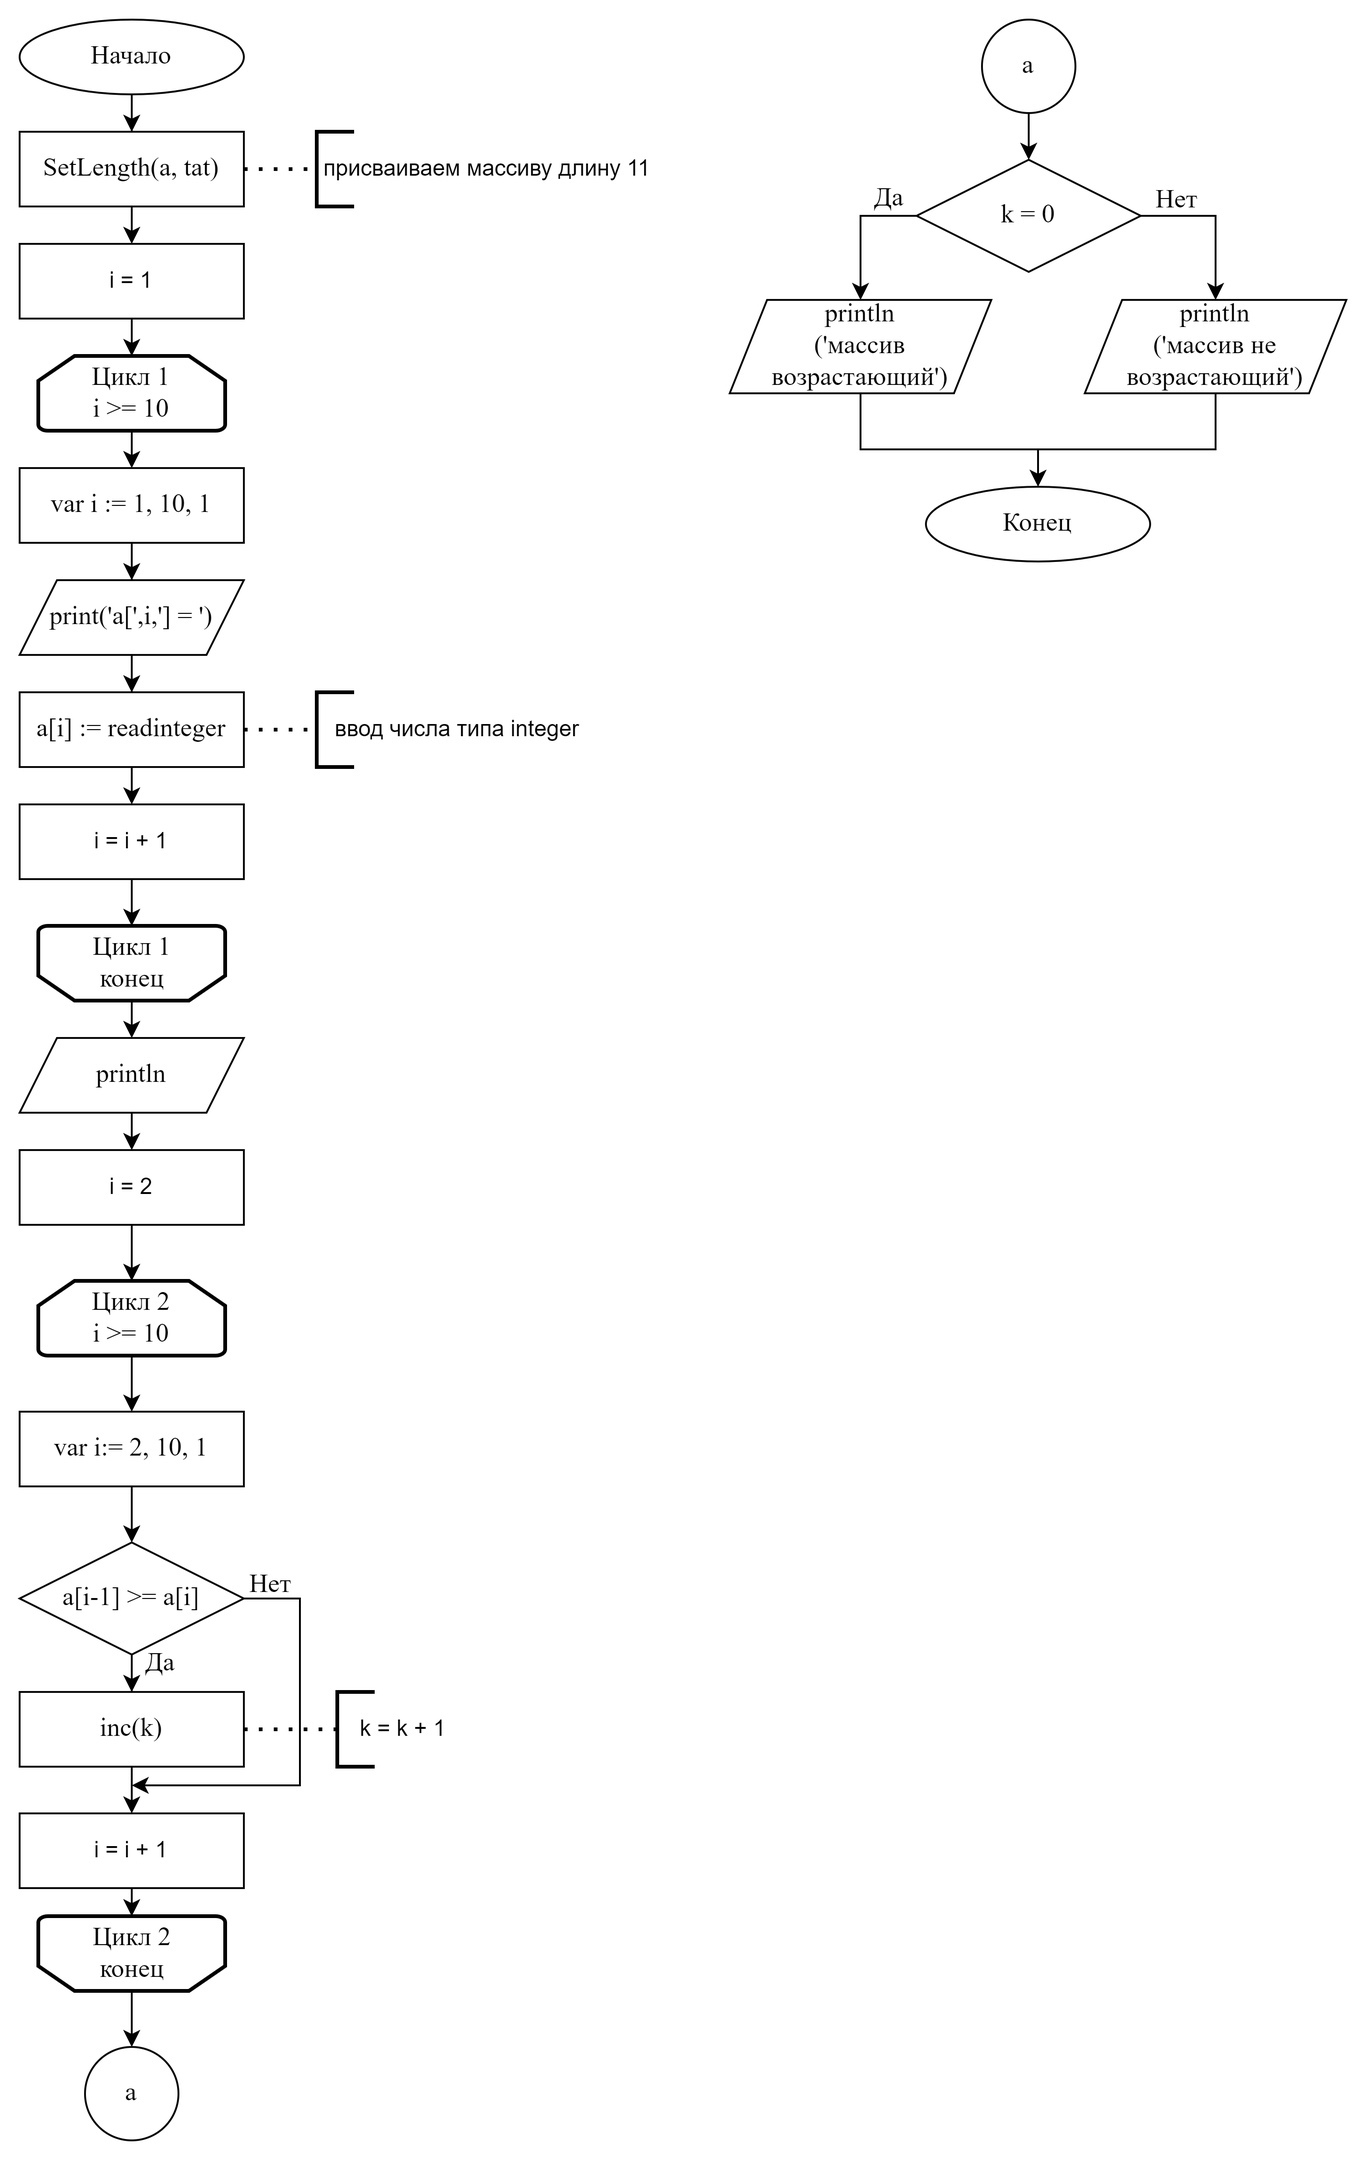 Начало
SetLength(a, tat)
присваиваем массиву длину 11
i = 1
Цикл 1
i >= 10
var i := 1, 10, 1
print('a[',i,'] = ')
a[i] := readinteger
ввод числа типа integer
i = i + 1
Цикл 1
конец
println
i = 2
Цикл 2
i >= 10
var i:= 2, 10, 1
a[i-1] >= a[i]
Нет
Да
inc(k)
k = k + 1
i = i + 1
Цикл 2
конец
a
a
k = 0
Да
Нет
println
('массив
возрастающий')
println
('массив не
возрастающий')
Конец